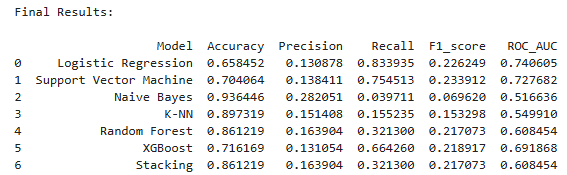 Final Results:
Model Accuracy Precision Recall F1_score ROC_AUC
0 Logistic Regression 0.658452 0.130878 0.833935 0.226249 0.740605
1 Support Vector Machine 0.704064 0.138411 0.754513 0.233912 0.727682
2 Naive Bayes 0.936446 0.282051 0.039711 0.069620 0.516636
3 K-NN 0.897319 0.151408 0.155235 0.153298 0.549910
4 Random Forest 0.861219 0.163904 0.321300 0.217073 0.608454
5 XGBoost 0.716169 0.131054 0.664260 0.218917 0.691868
6 Stacking 0.861219 0.163904 0.321300 0.217073 0.608454